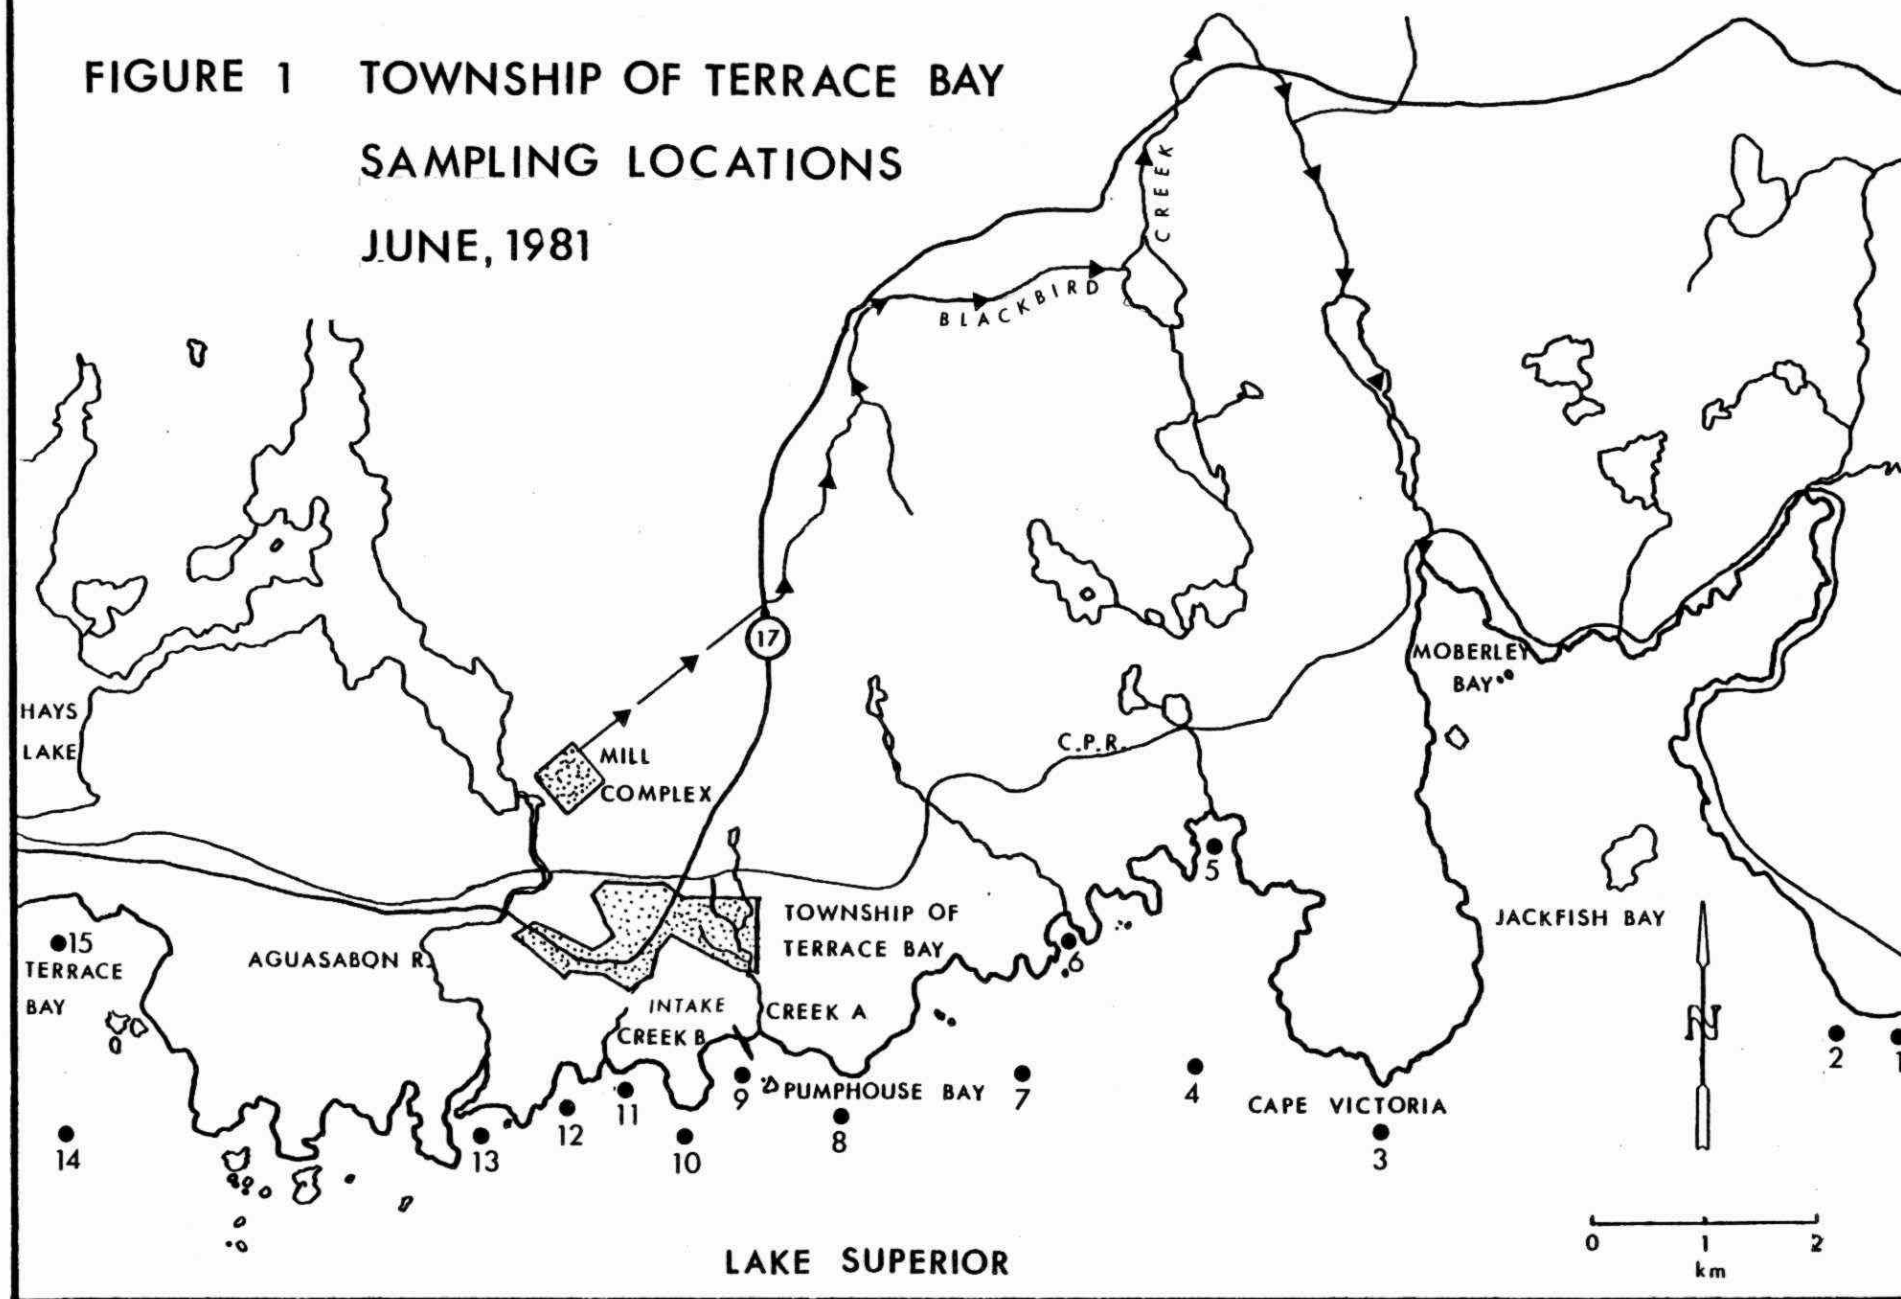 FIGURE 1 TOWNSHIP OF TERRACE BAY
SAMPLING LOCATIONS
JUNE, 1981
CREEK
BLACKBIRD
17
HAYS
LAKE
MILL
COMPLEX
C.P.R.
MOBERLEY
BAY
5
TOWNSHIP OF
TERRACE BAY
JACKFISH BAY
15
TERRACE
BAY
AGUASABON R.
6
INTAKE
CREEK B
CREEK A
N
2
1
9
PUMPHOUSE BAY
7
4
CAPE VICTORIA
11
12
8
14
13
10
3
0 1 2
km
LAKE SUPERIOR